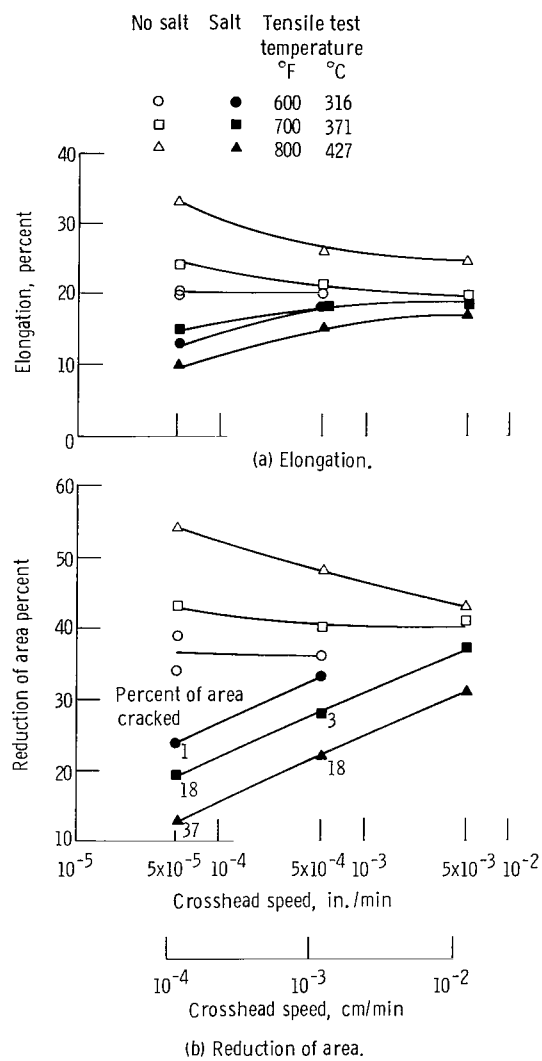 No salt Salt Tensile test
temperature
°F °C
600 316
700 371
800 427
40
30
20
10
0
Elongation, percent
(a) Elongation.
60
50
40
30
20
10
Reduction of area percent
Percent of area
cracked
1
18
37
3
18
10-5 5x10-5 10-4 5x10-4 10-3 5x10-3 10-2
Crosshead speed, in./min
10-4 10-3 10-2
Crosshead speed, cm/min
(b) Reduction of area.